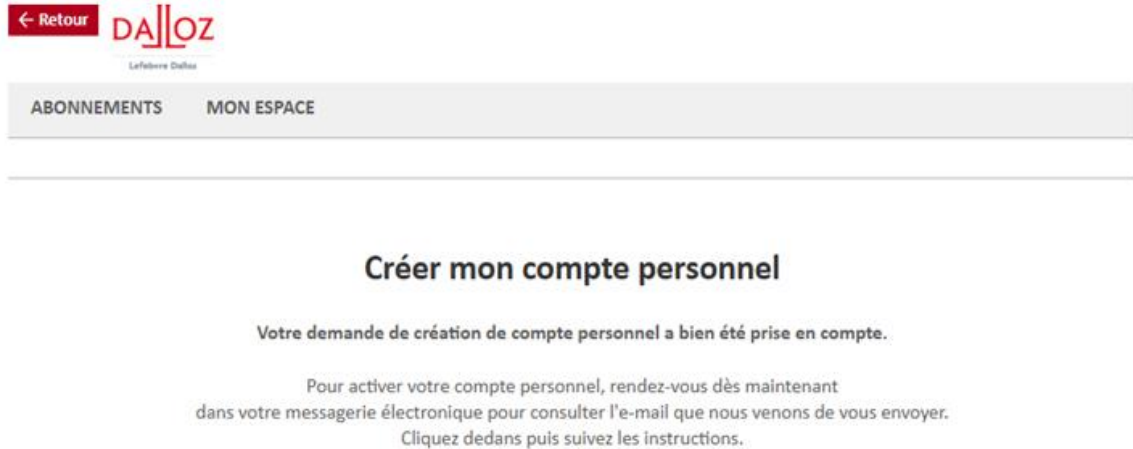 ← Retour
DALLOZ
Lefebvre Dalloz
ABONNEMENTS MON ESPACE
Créer mon compte personnel
Votre demande de création de compte personnel a bien été prise en compte.
Pour activer votre compte personnel, rendez-vous dès maintenant
dans votre messagerie électronique pour consulter l'e-mail que nous venons de vous envoyer.
Cliquez dedans puis suivez les instructions.